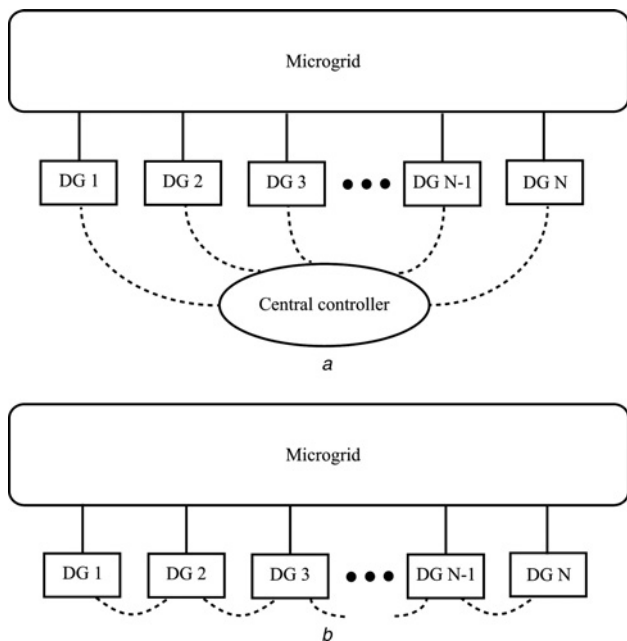 Microgrid
DG 1 DG 2 DG 3 DG N-1 DG N
Central controller
a
Microgrid
DG 1 DG 2 DG 3 DG N-1 DG N
b